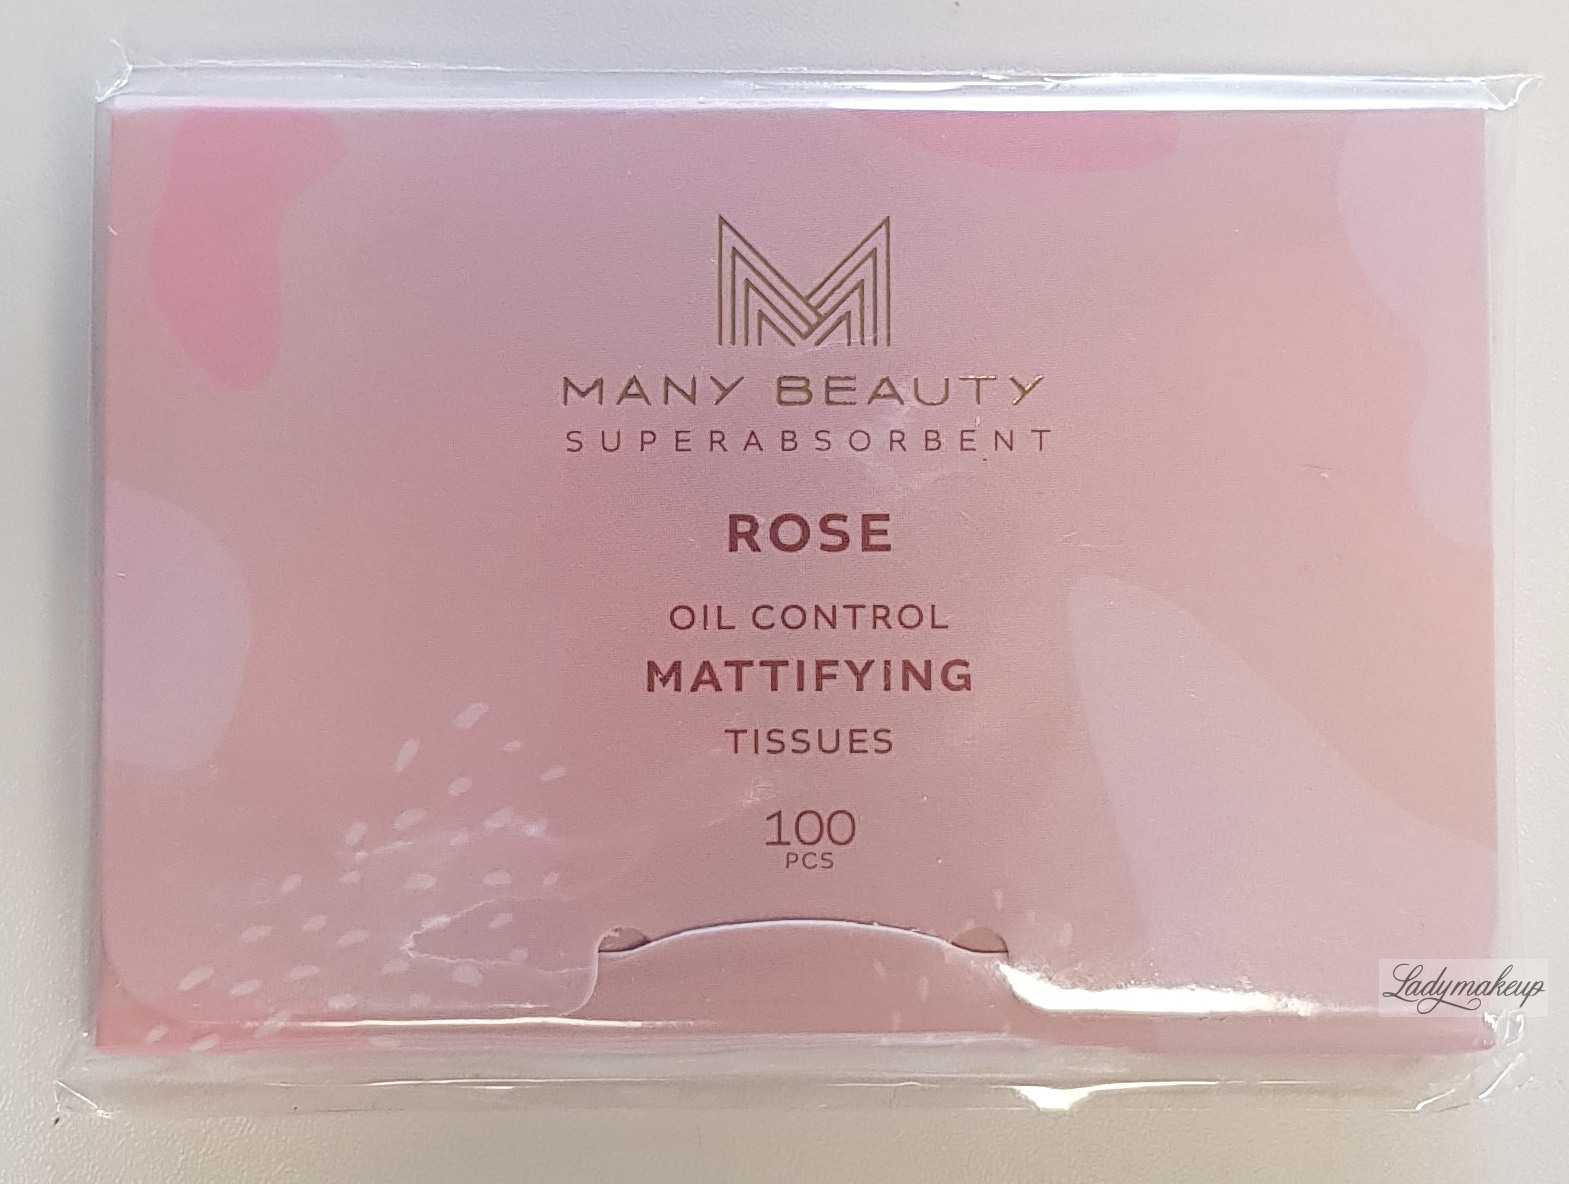 MANY BEAUTY
SUPERABSORBENT
ROSE
OIL CONTROL
MATTIFYING
TISSUES
100
PCS
Ladymakeup